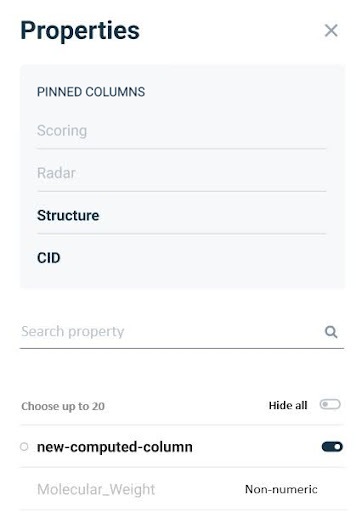 Properties
PINNED COLUMNS
Scoring
Radar
Structure
CID
Search property
Choose up to 20 Hide all
new-computed-column
Molecular_Weight Non-numeric